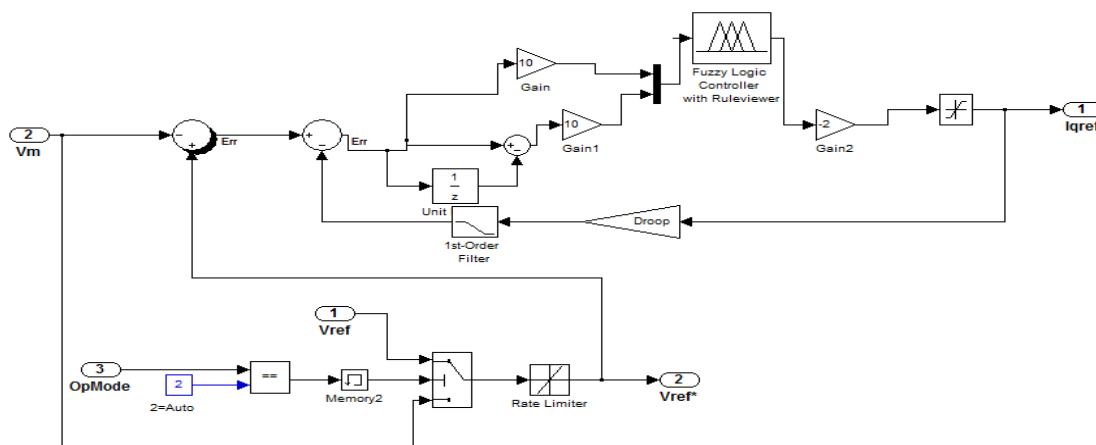 10
Gain
Fuzzy Logic
Controller
with Ruleviewer
2
Vm
Err
Err
10
Gain1
-2
Gain2
1
Iqref
1
z
Unit
Droop
1st-Order
Filter
1
Vref
3
OpMode
2
2=Auto
==
Memory2
Rate Limiter
2
Vref*